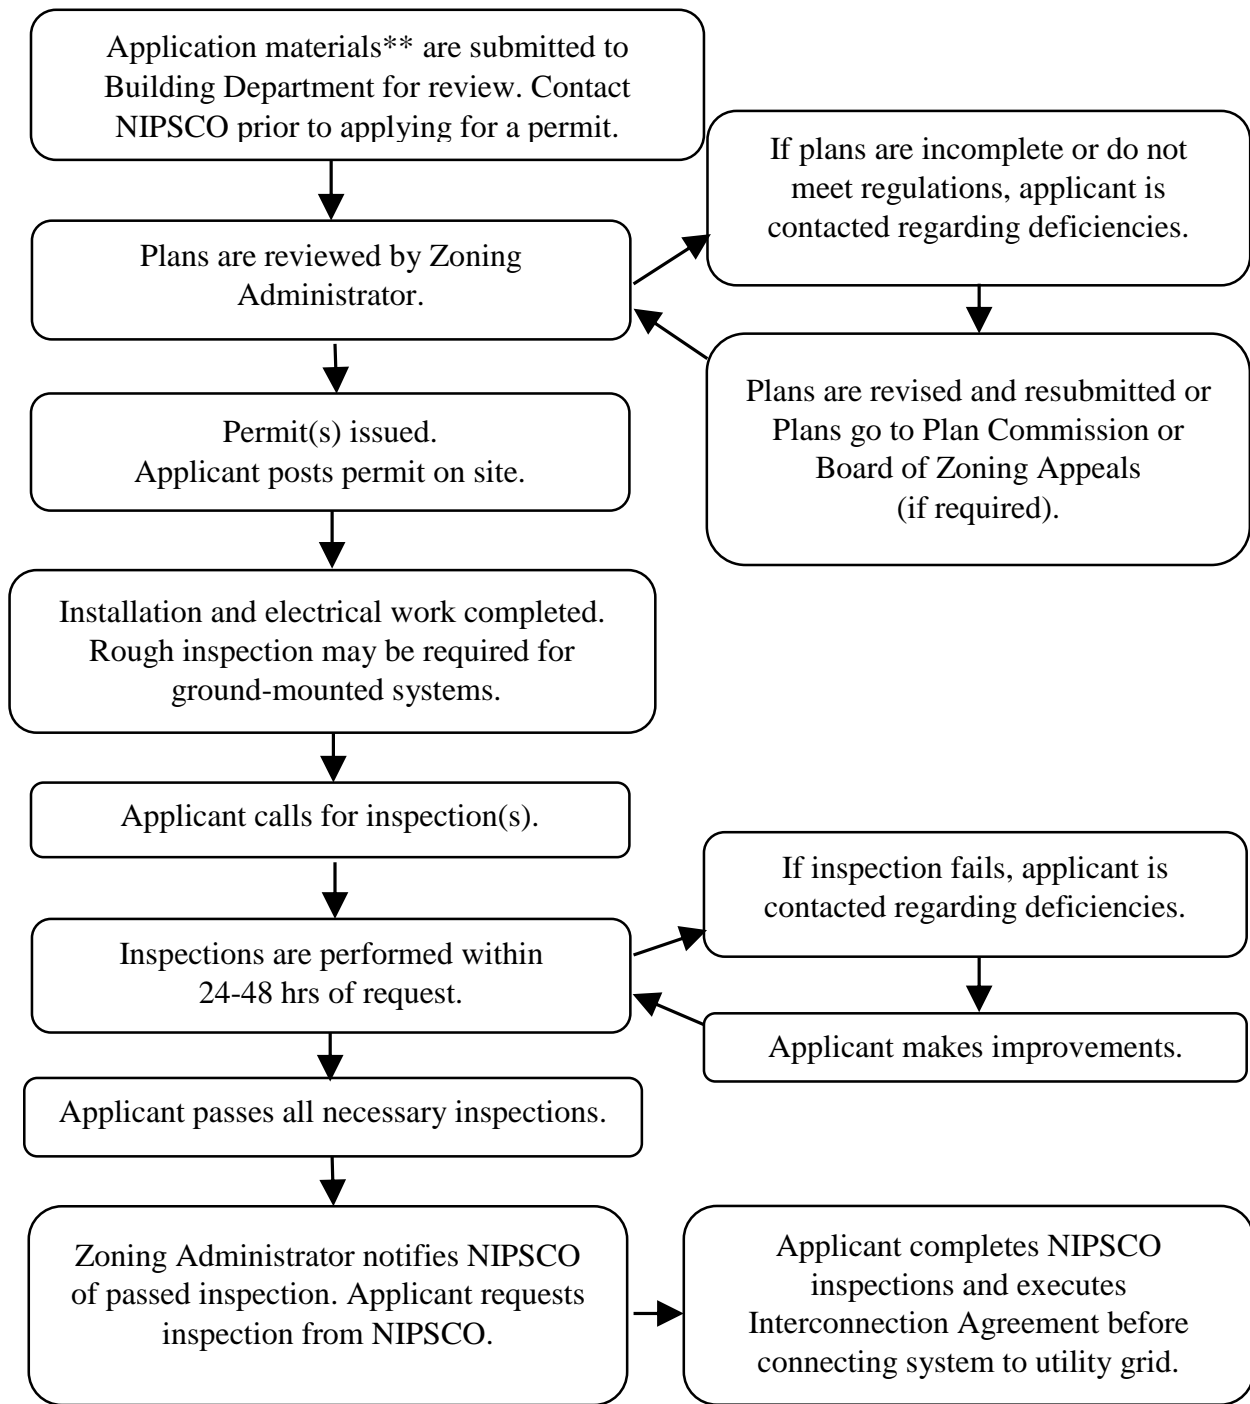 Application materials** are submitted to
Building Department for review. Contact
NIPSCO prior to applying for a permit.
If plans are incomplete or do not
meet regulations, applicant is
contacted regarding deficiencies.
Plans are reviewed by Zoning
Administrator.
Plans are revised and resubmitted or
Plans go to Plan Commission or
Board of Zoning Appeals
(if required).
Permit(s) issued.
Applicant posts permit on site.
Installation and electrical work completed.
Rough inspection may be required for
ground-mounted systems.
Applicant calls for inspection(s).
If inspection fails, applicant is
contacted regarding deficiencies.
Inspections are performed within
24-48 hrs of request.
Applicant makes improvements.
Applicant passes all necessary inspections.
Zoning Administrator notifies NIPSCO
of passed inspection. Applicant requests
inspection from NIPSCO.
Applicant completes NIPSCO
inspections and executes
Interconnection Agreement before
connecting system to utility grid.